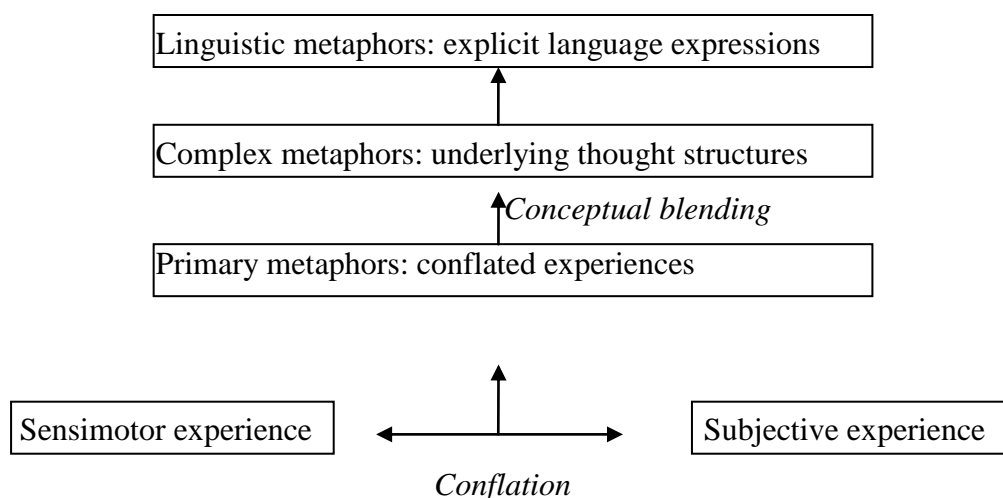 Linguistic metaphors: explicit language expressions
Complex metaphors: underlying thought structures
Conceptual blending
Primary metaphors: conflated experiences
Sensimotor experience
Subjective experience
Conflation